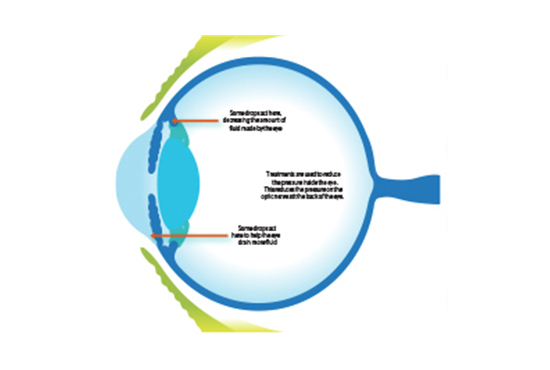 Some drops act here,
decreasing the amount of
fluid made by the eye
Treatments are used to reduce
the pressure inside the eye.
This reduces the pressure on the
optic nerve at the back of the eye.
Some drops act
here to help the eye
drain more fluid